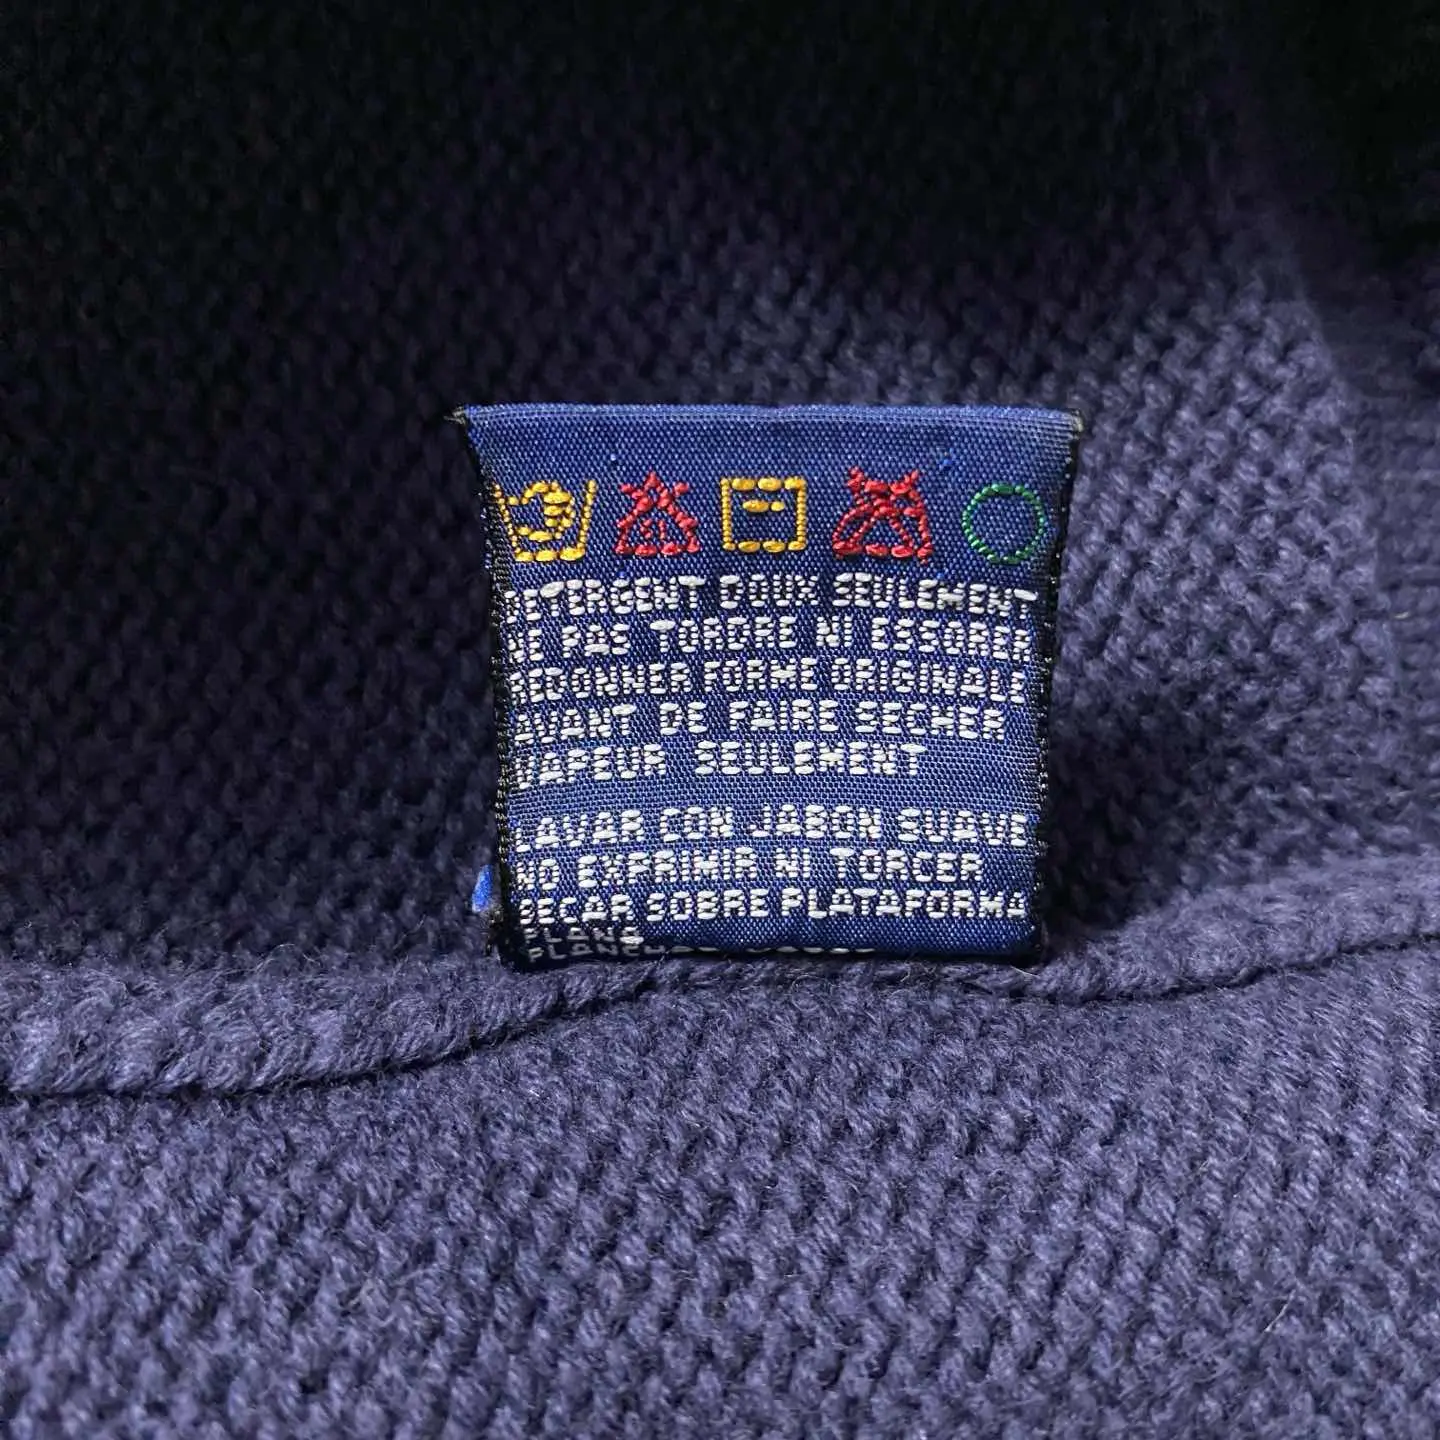 DETERGENT DOUX SEULEMENT
NE PAS TORDRE NI ESSORER
REDONNER FORME ORIGINALE
AVANT DE FAIRE SECHER
VAPEUR SEULEMENT
LAVAR CON JABON SUAVE
NO EXPRIMIR NI TORCER
SECAR SOBRE PLATAFORMA
PLANA